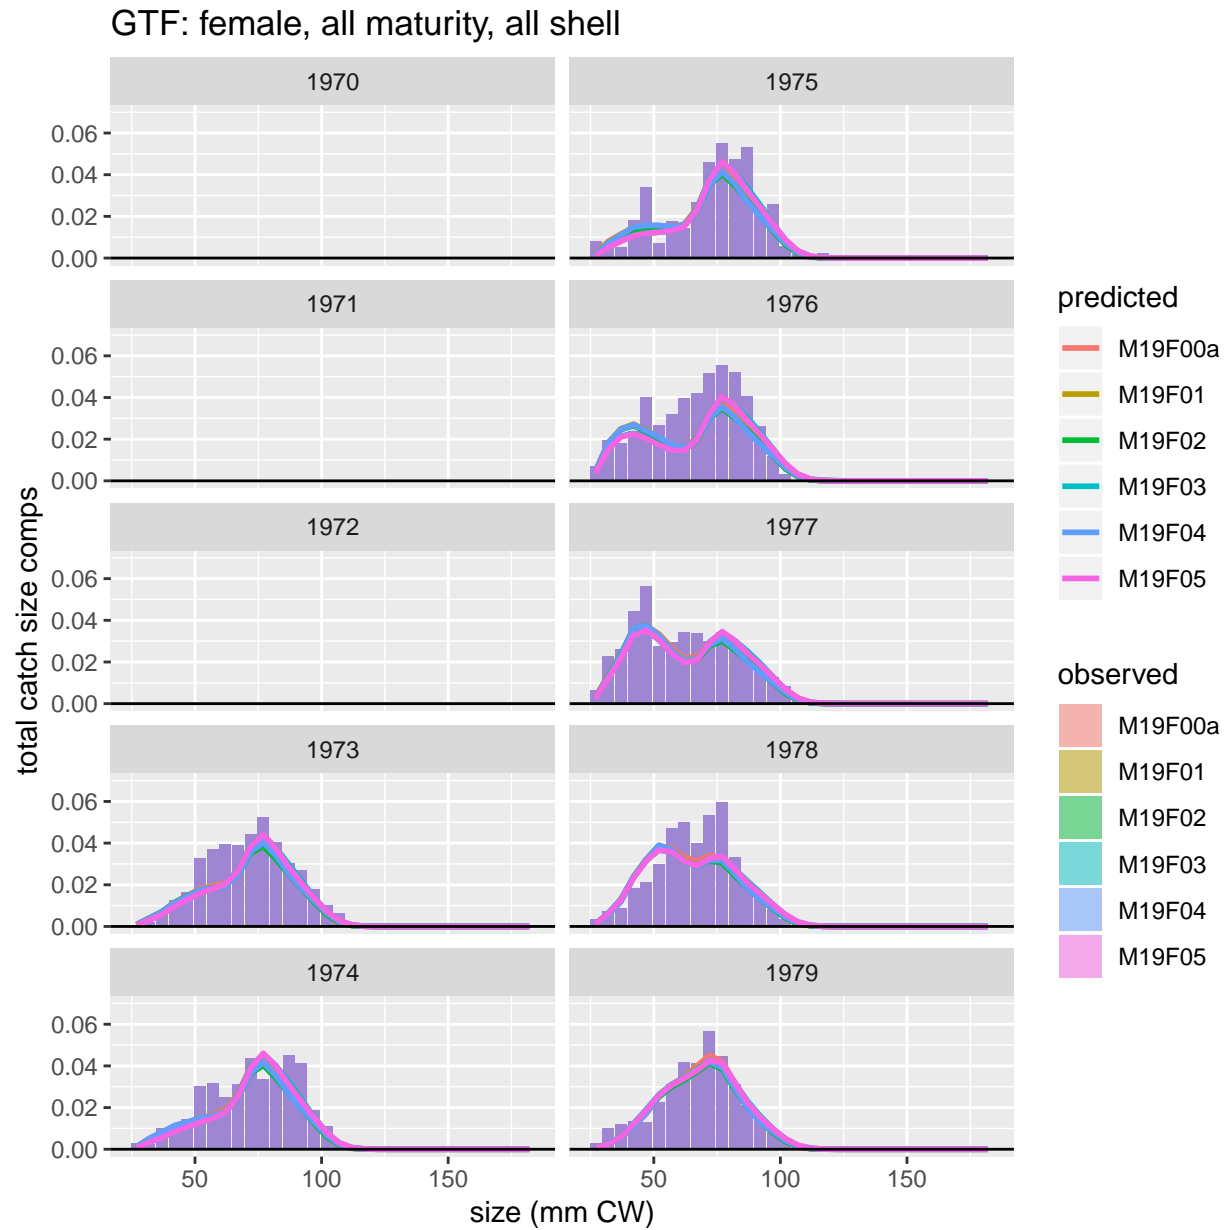 GTF: female, all maturity, all shell
total catch size comps
1970
1975
0.06
0.04
0.02
0.00
1971
1976
0.06
0.04
0.02
0.00
1972
1977
0.06
0.04
0.02
0.00
1973
1978
0.06
0.04
0.02
0.00
1974
1979
0.06
0.04
0.02
0.00
50
100
150
50
100
150
size (mm CW)
predicted
M19F00a
M19F01
M19F02
M19F03
M19F04
M19F05
observed
M19F00a
M19F01
M19F02
M19F03
M19F04
M19F05